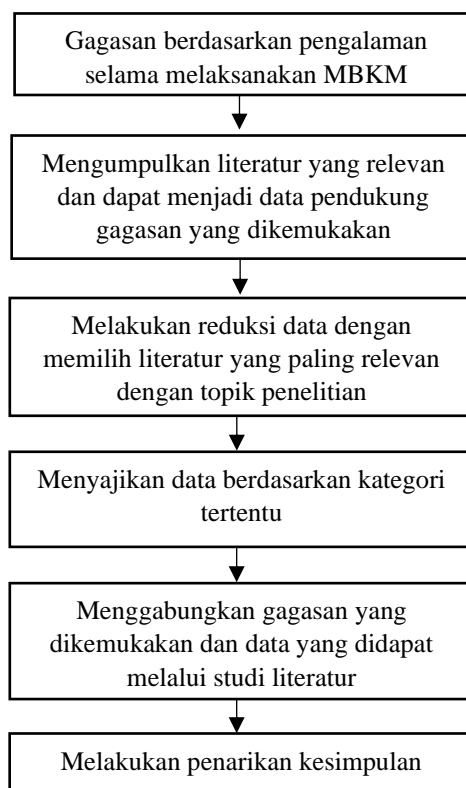 Gagasan berdasarkan pengalaman
selama melaksanakan MBKM
Mengumpulkan literatur yang relevan
dan dapat menjadi data pendukung
gagasan yang dikemukakan
Melakukan reduksi data dengan
memilih literatur yang paling relevan
dengan topik penelitian
Menyajikan data berdasarkan kategori
tertentu
Menggabungkan gagasan yang
dikemukakan dan data yang didapat
melalui studi literatur
Melakukan penarikan kesimpulan